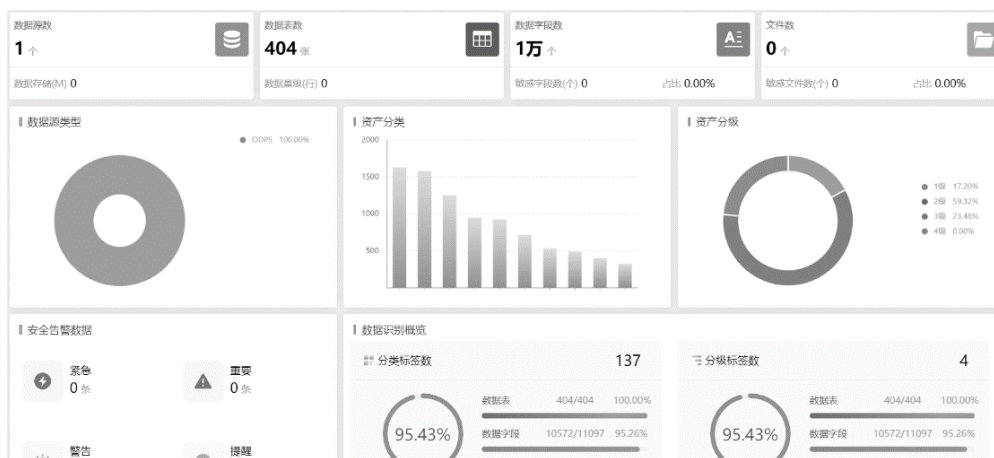 数据源数
1 个
数据存储(M) 0
数据表数
404 张
数据量级(行) 0
数据字段数
1万 个
敏感字段数(个) 0 占比 0.00%
文件数
0 个
敏感文件数(个) 0 占比 0.00%
数据源类型
ODPS 100.00%
资产分类
2000
1500
1000
500
资产分级
1级 17.20%
2级 59.32%
3级 23.48%
4级 0.00%
安全告警数据
紧急
0 条
重要
0 条
警告
提醒
数据识别概览
分类标签数 137
95.43%
数据表 404/404 100.00%
数据字段 10572/11097 95.26%
分级标签数 4
95.43%
数据表 404/404 100.00%
数据字段 10572/11097 95.26%